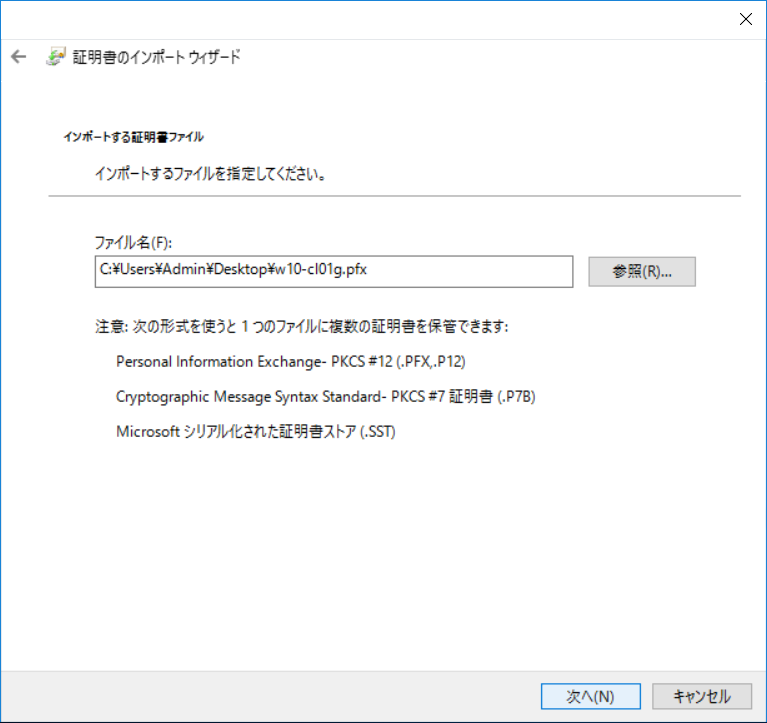 証明書のインポート ウィザード
インポートする証明書ファイル
インポートするファイルを指定してください。
ファイル名(F):
C:¥Users¥Admin¥Desktop¥w10-cl01g.pfx
参照(R)...
注意: 次の形式を使うと 1 つのファイルに複数の証明書を保管できます:
Personal Information Exchange- PKCS #12 (.PFX,.P12)
Cryptographic Message Syntax Standard- PKCS #7 証明書 (.P7B)
Microsoft シリアル化された証明書ストア (.SST)
次へ(N)
キャンセル